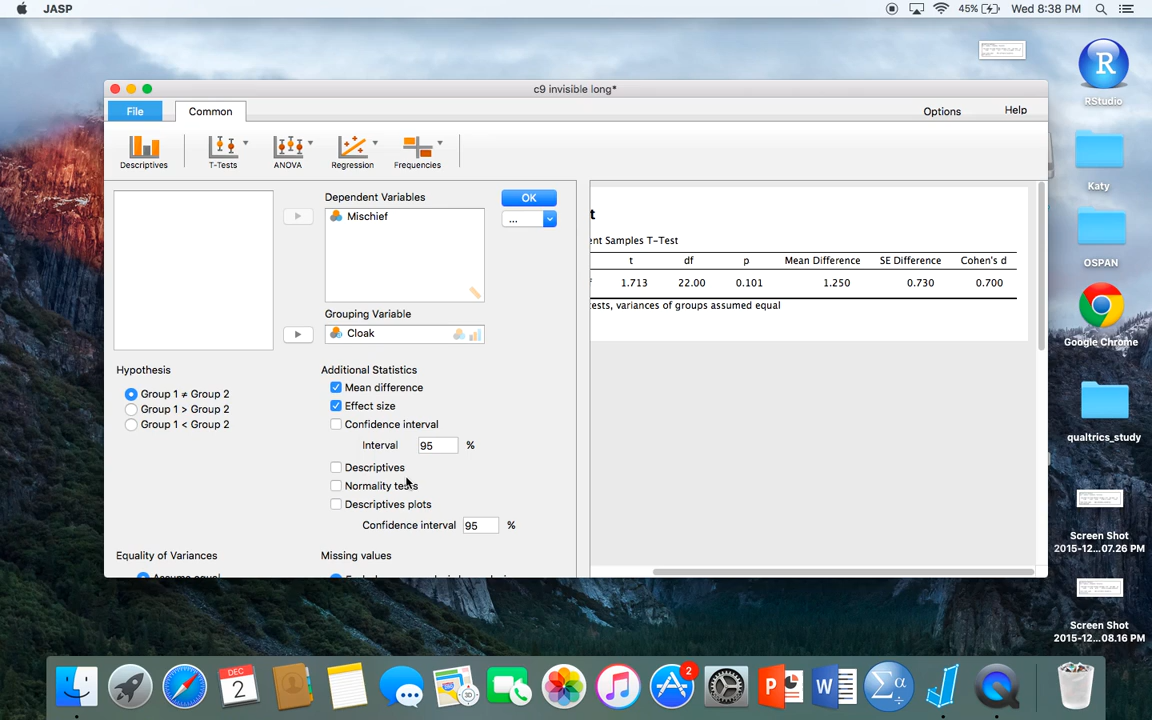 JASP
45%
Wed 8:38 PM
c9 invisible long*
File
Common
Options
Help
Descriptives
T-Tests
ANOVA
Regression
Frequencies
Dependent Variables
OK
Mischief
...
Grouping Variable
Cloak
Hypothesis
Group 1 ≠ Group 2
Group 1 > Group 2
Group 1 < Group 2
Additional Statistics
Mean difference
Effect size
Confidence interval
Interval 95 %
Descriptives
Normality tests
Descriptives plots
Confidence interval 95 %
Equality of Variances
Missing values
t
ent Samples T-Test
t df p Mean Difference SE Difference Cohen's d
1.713 22.00 0.101 1.250 0.730 0.700
tests, variances of groups assumed equal
R
RStudio
Katy
OSPAN
Google Chrome
qualtrics_study
Screen Shot
2015-12...07.26 PM
Screen Shot
2015-12...08.16 PM
DEC
2
3D
2
P
W
Σα